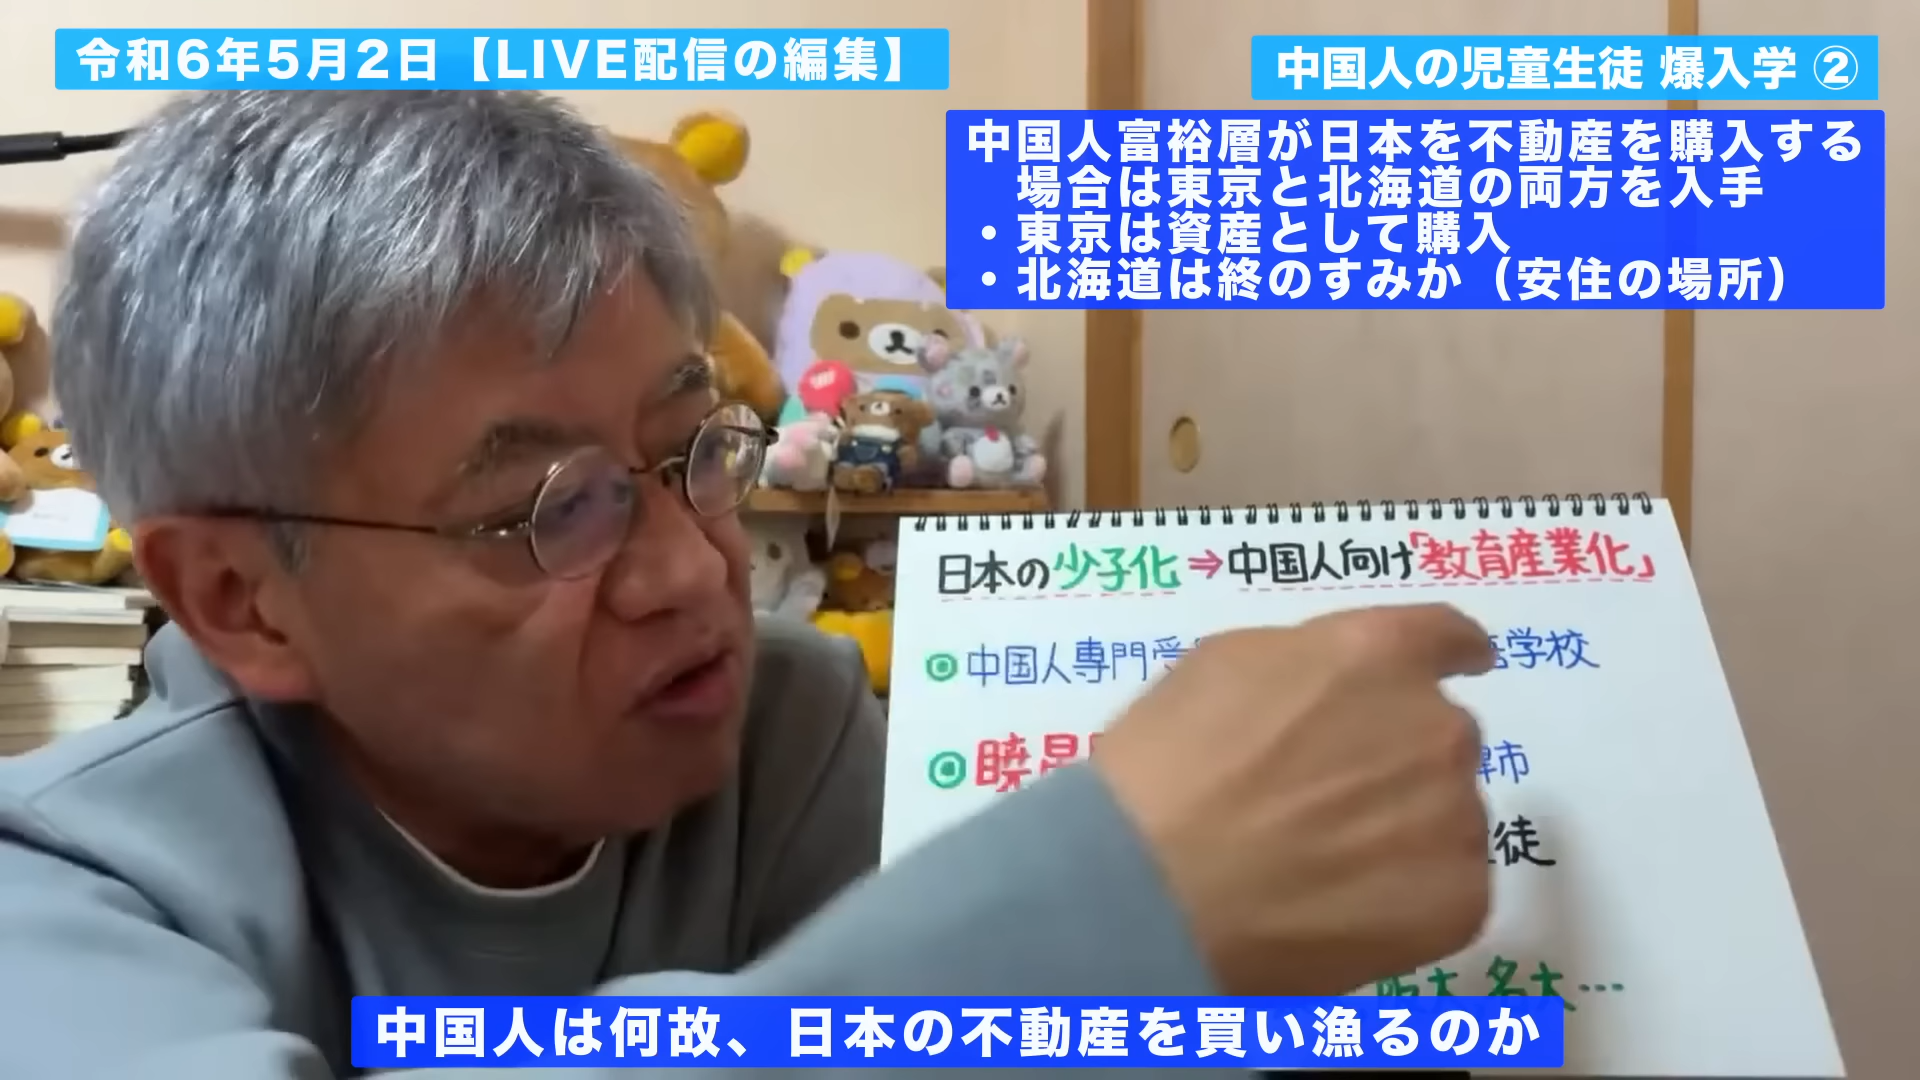 令和6年5月2日【LIVE配信の編集】
中国人の児童生徒 爆入学 ②
中国人富裕層が日本を不動産を購入する
場合は東京と北海道の両方を入手
・東京は資産として購入
・北海道は終のすみか（安住の場所）
日本の少子化⇒中国人向け「教育産業化」
◎中国人専門受 学校
◎暁星 市
徒
阪大 名大…
中国人は何故、日本の不動産を買い漁るのか